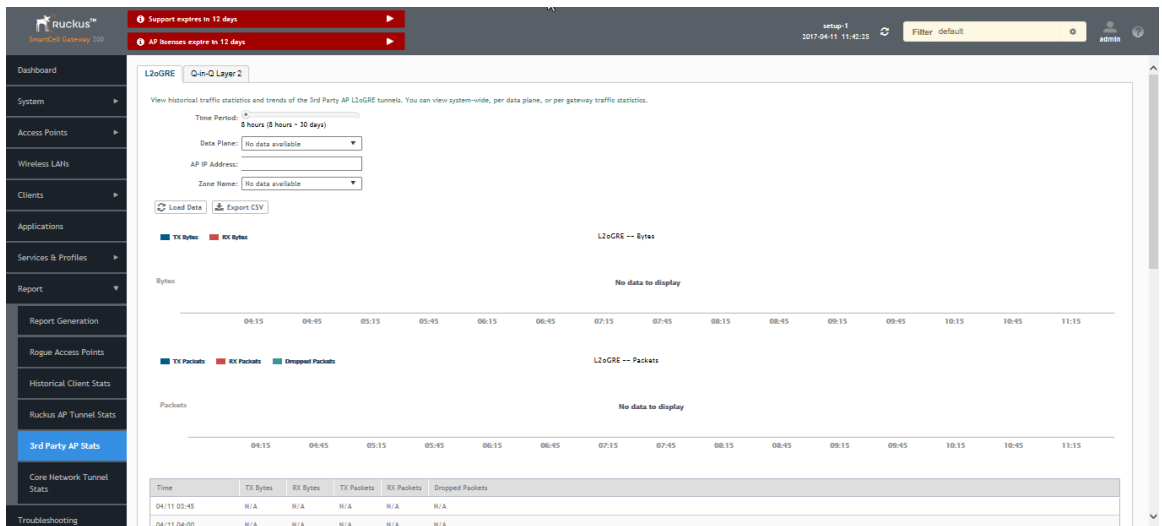 Ruckus™
SmartCell Gateway 200
Support expires in 12 days
AP licenses expire in 12 days
setup-1
2017-04-11 11:42:25
Filter default
admin
Dashboard
System
Access Points
Wireless LANs
Clients
Applications
Services & Profiles
Report
Report Generation
Rogue Access Points
Historical Client Stats
Ruckus AP Tunnel Stats
3rd Party AP Stats
Core Network Tunnel
Stats
Troubleshooting
L2oGRE Q-in-Q Layer 2
View historical traffic statistics and trends of the 3rd Party AP L2oGRE tunnels. You can view system-wide, per data plane, or per gateway traffic statistics.
Time Period:
8 hours (8 hours ~ 30 days)
Data Plane: No data available
AP IP Address:
Zone Name: No data available
Load Data Export CSV
TX Bytes RX Bytes L2oGRE -- Bytes
Bytes
No data to display
04:15 04:45 05:15 05:45 06:15 06:45 07:15 07:45 08:15 08:45 09:15 09:45 10:15 10:45 11:15
TX Packets RX Packets Dropped Packets L2oGRE -- Packets
Packets
No data to display
04:15 04:45 05:15 05:45 06:15 06:45 07:15 07:45 08:15 08:45 09:15 09:45 10:15 10:45 11:15
Time TX Bytes RX Bytes TX Packets RX Packets Dropped Packets
04/11 03:45 N/A N/A N/A N/A N/A
04/11 04:00 N/A N/A N/A N/A N/A